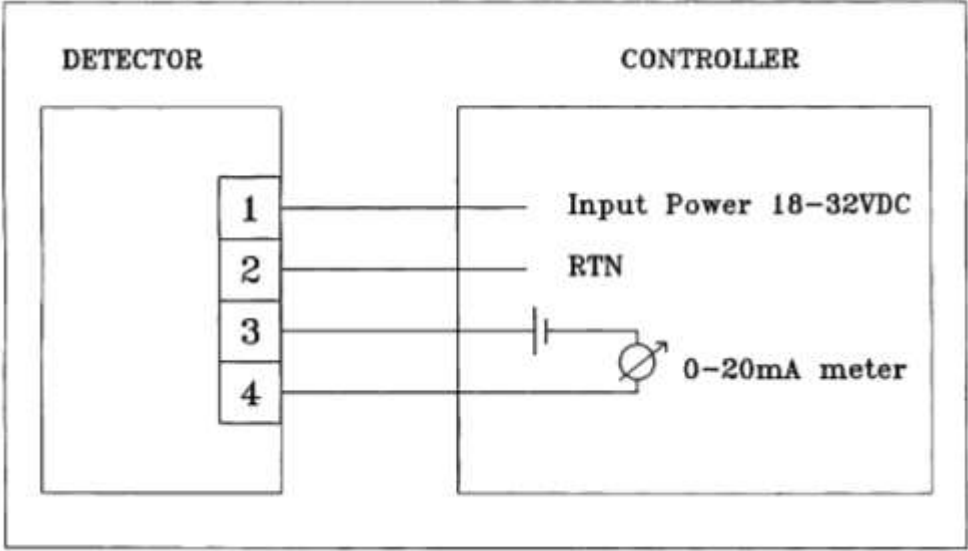 DETECTOR
CONTROLLER
1
Input Power 18-32VDC
2
RTN
3
4
0-20mA meter